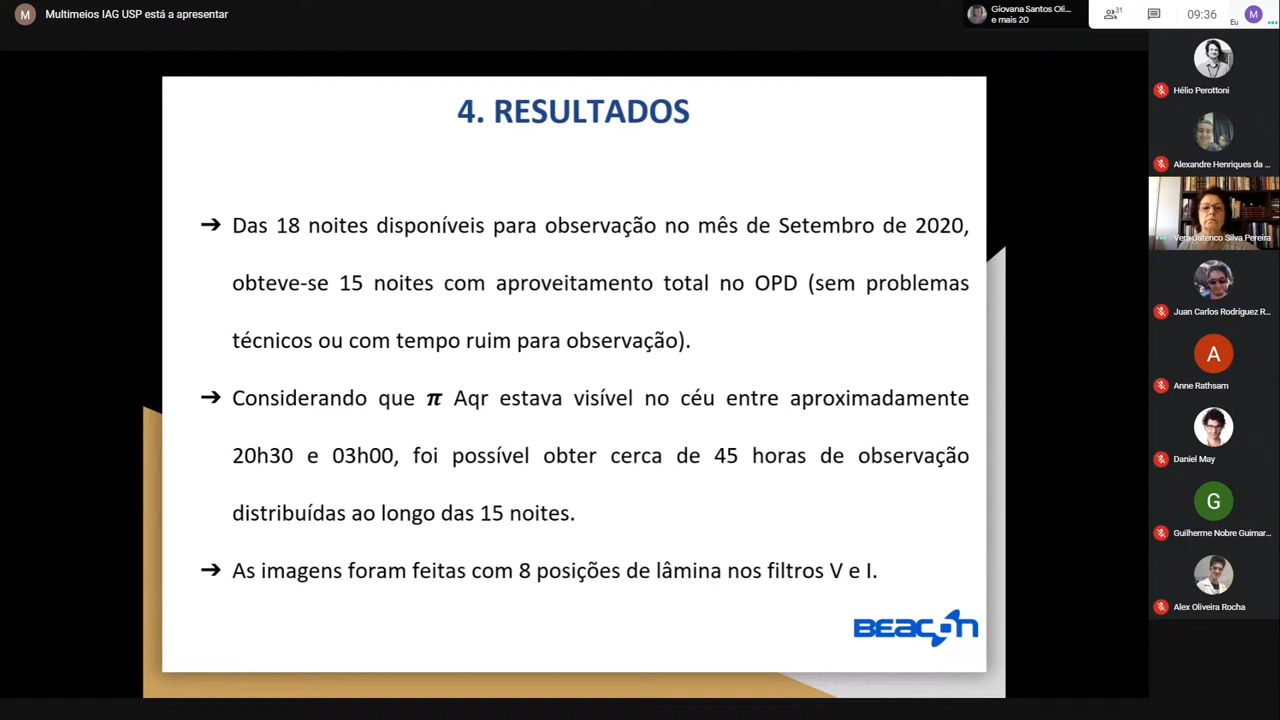 M
Multimeios IAG USP está a apresentar
Giovana Santos Oli...
e mais 20
31
09:36
Eu
M
4. RESULTADOS
➔ Das 18 noites disponíveis para observação no mês de Setembro de 2020,
obteve-se 15 noites com aproveitamento total no OPD (sem problemas
técnicos ou com tempo ruim para observação).
➔ Considerando que π Aqr estava visível no céu entre aproximadamente
20h30 e 03h00, foi possível obter cerca de 45 horas de observação
distribuídas ao longo das 15 noites.
➔ As imagens foram feitas com 8 posições de lâmina nos filtros V e I.
BEACON
Hélio Perottoni
Alexandre Henriques da ...
Vera Jatenco Silva Pereira
Juan Carlos Rodríguez R...
A
Anne Rathsam
Daniel May
G
Guilherme Nobre Guimar...
Alex Oliveira Rocha